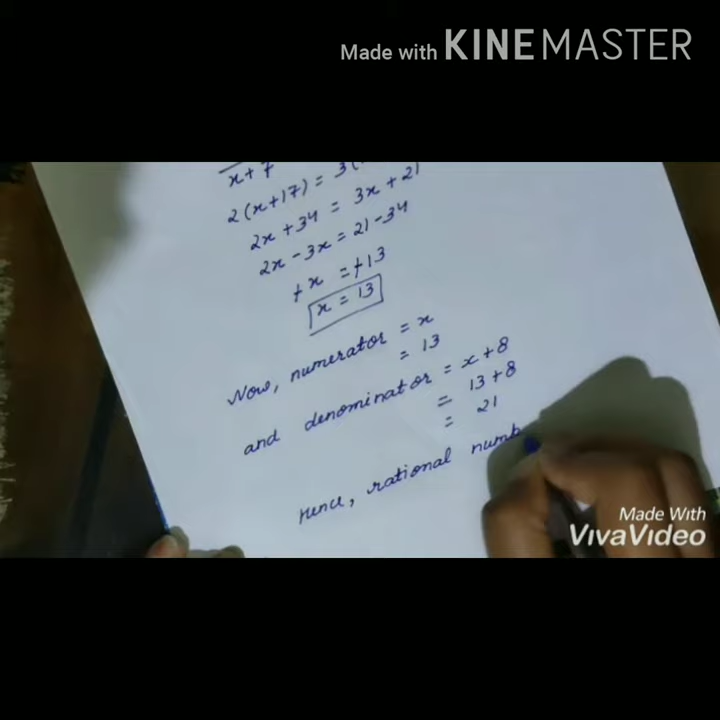 Made with KINEMASTER
x+7
2(x+17) = 3(
2x + 34 = 3x + 21
2x - 3x = 21 - 34
+x = +13
x = 13
Now, numerator = x
= 13
and denominator = x+8
= 13+8
= 21
Hence, rational numb
Made With
VivaVideo